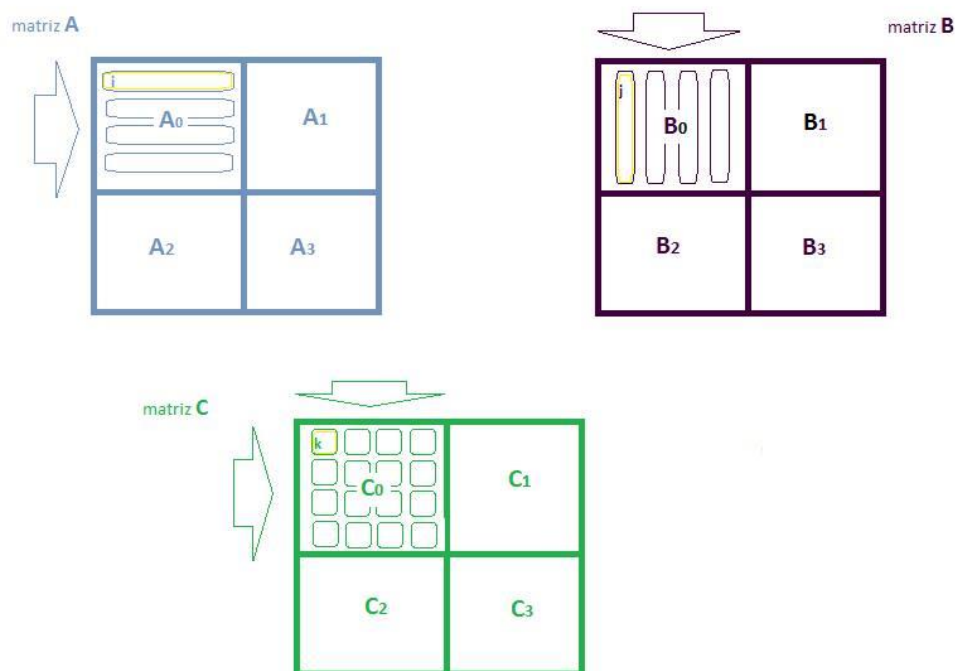 matriz A
matriz B
i
A0
A1
j
B0
B1
A2
A3
B2
B3
matriz C
k
C0
C1
C2
C3